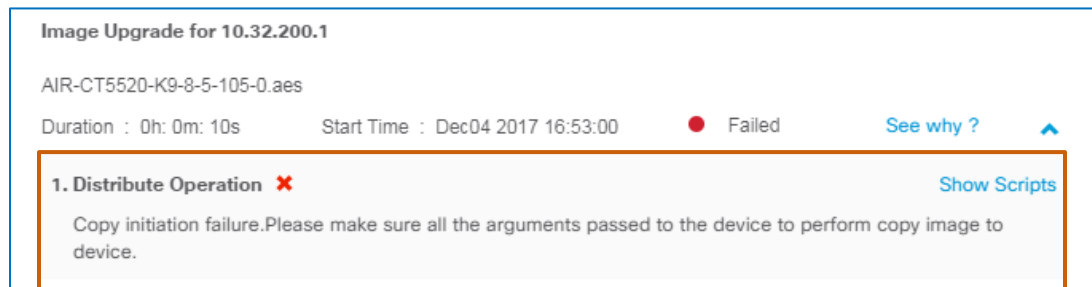 Image Upgrade for 10.32.200.1
AIR-CT5520-K9-8-5-105-0.aes
Duration : 0h: 0m: 10s Start Time : Dec04 2017 16:53:00 Failed See why ?
1. Distribute Operation Show Scripts
Copy initiation failure.Please make sure all the arguments passed to the device to perform copy image to
device.